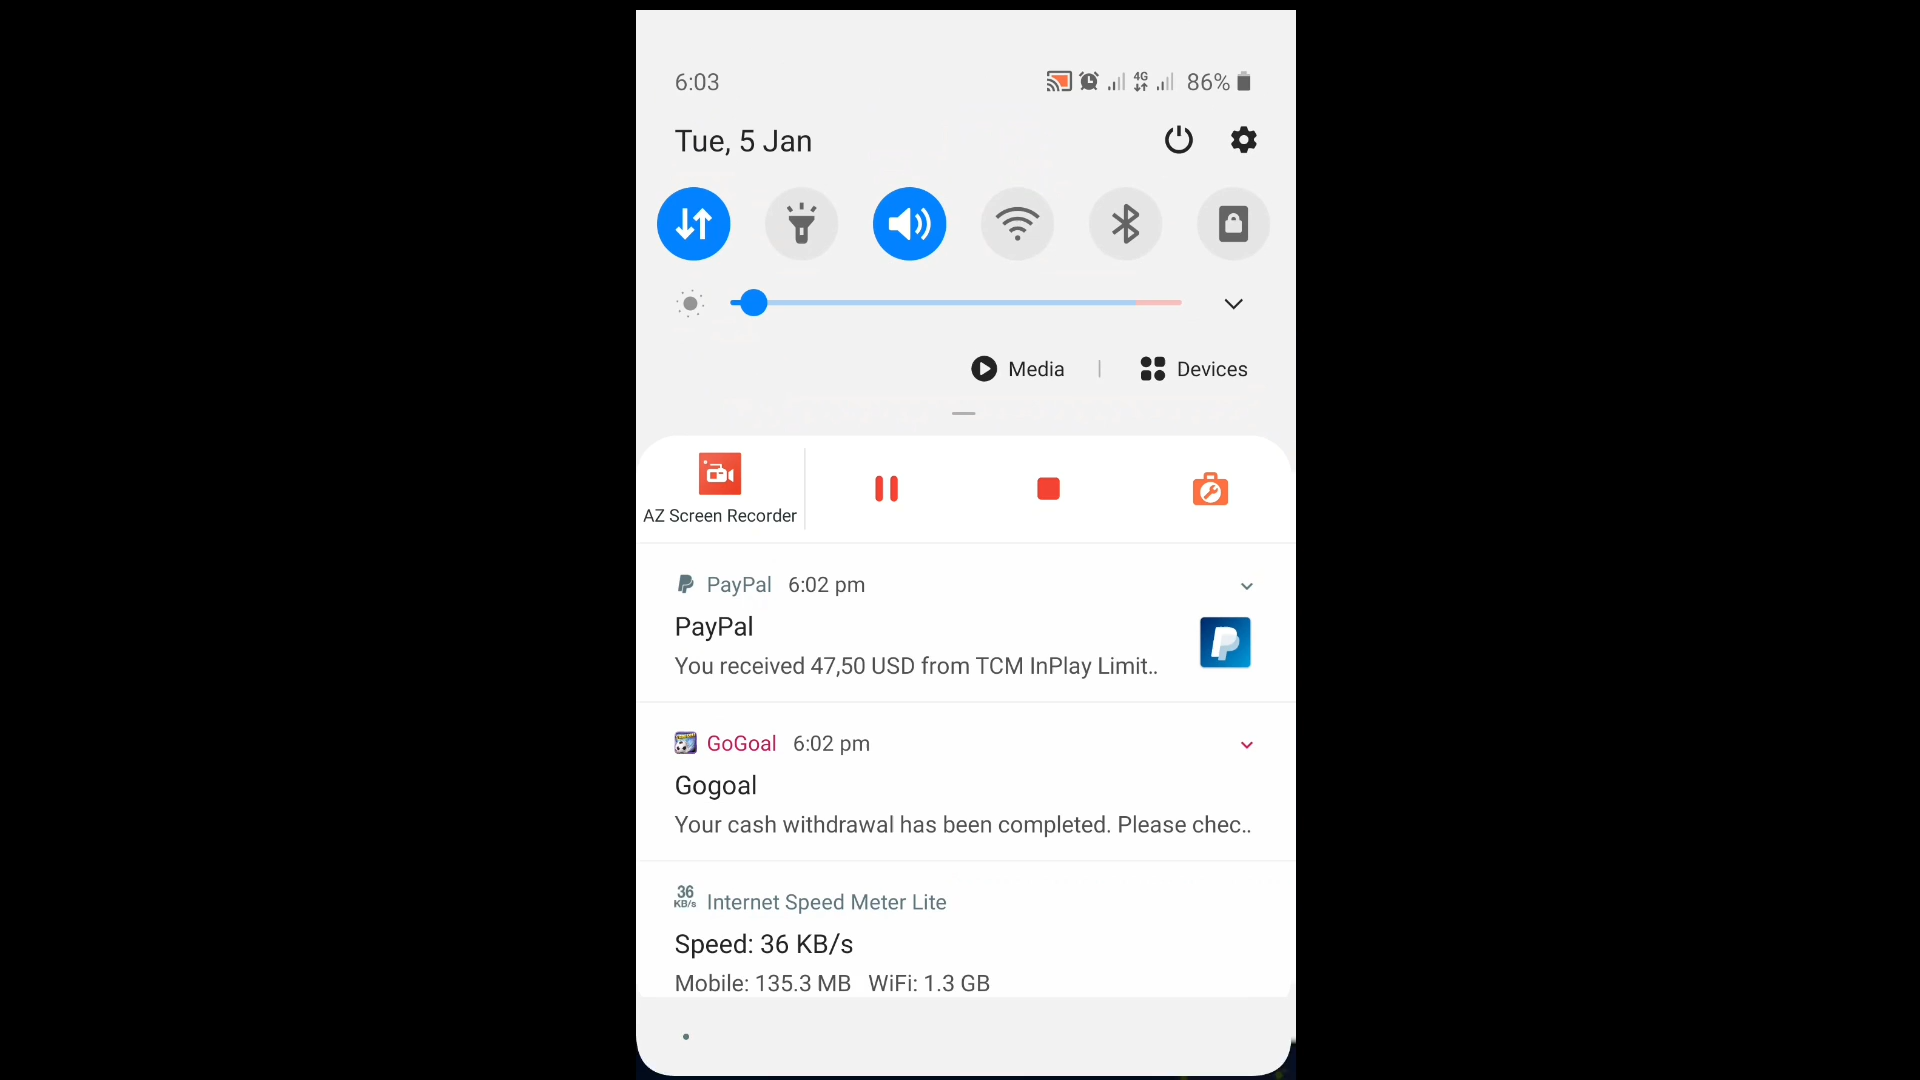 6:03
4G
86%
Tue, 5 Jan
Media | Devices
AZ Screen Recorder
PayPal 6:02 pm
PayPal
You received 47,50 USD from TCM InPlay Limit..
GoGoal 6:02 pm
Gogoal
Your cash withdrawal has been completed. Please chec..
36
KB/s
Internet Speed Meter Lite
Speed: 36 KB/s
Mobile: 135.3 MB WiFi: 1.3 GB